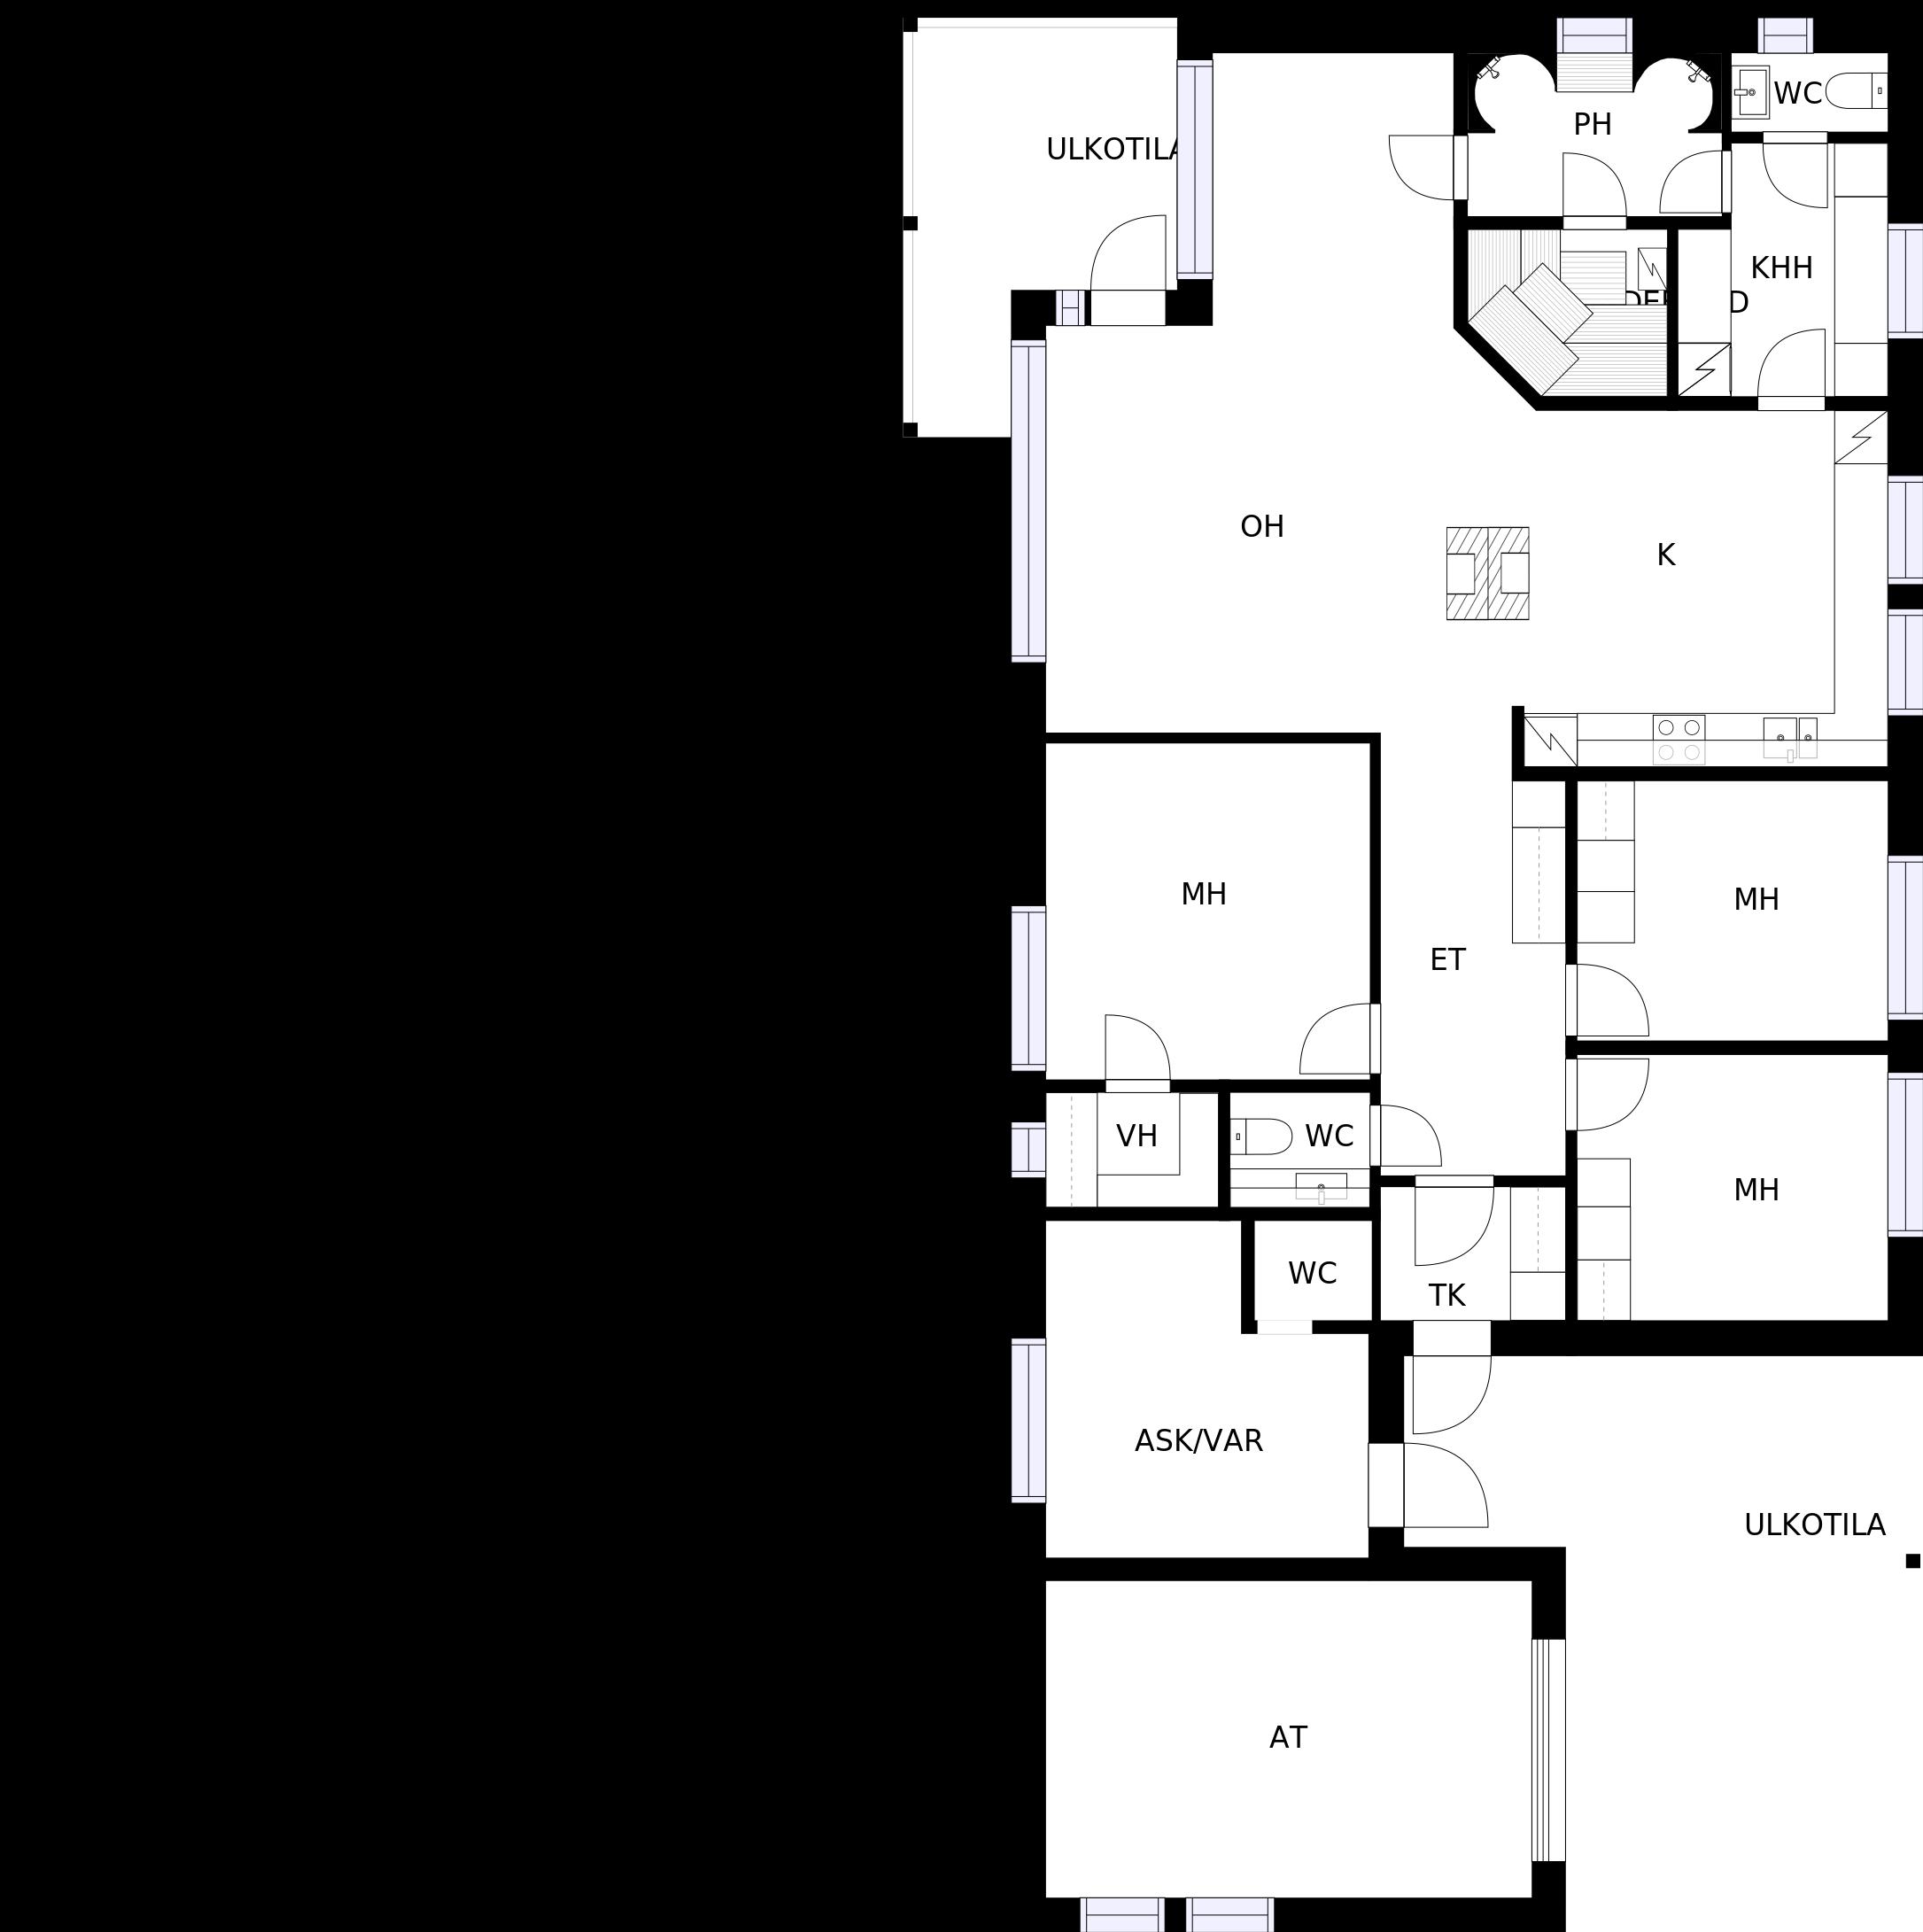 WC
PH
ULKOTILA
KHH
OH
K
MH
MH
ET
VH
WC
MH
WC
TK
ASK/VAR
ULKOTILA
AT